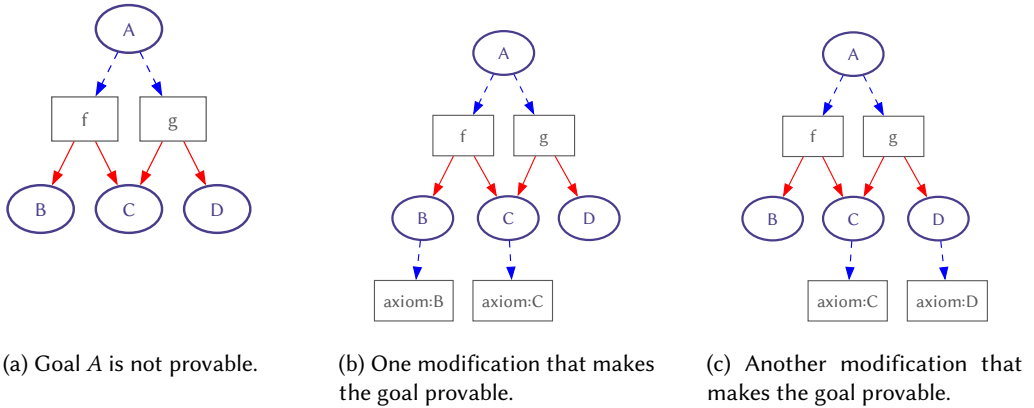 A
f
g
B
C
D
(a) Goal A is not provable.
A
f
g
B
C
D
axiom:B
axiom:C
(b) One modification that makes
the goal provable.
A
f
g
B
C
D
axiom:C
axiom:D
(c) Another modification that
makes the goal provable.